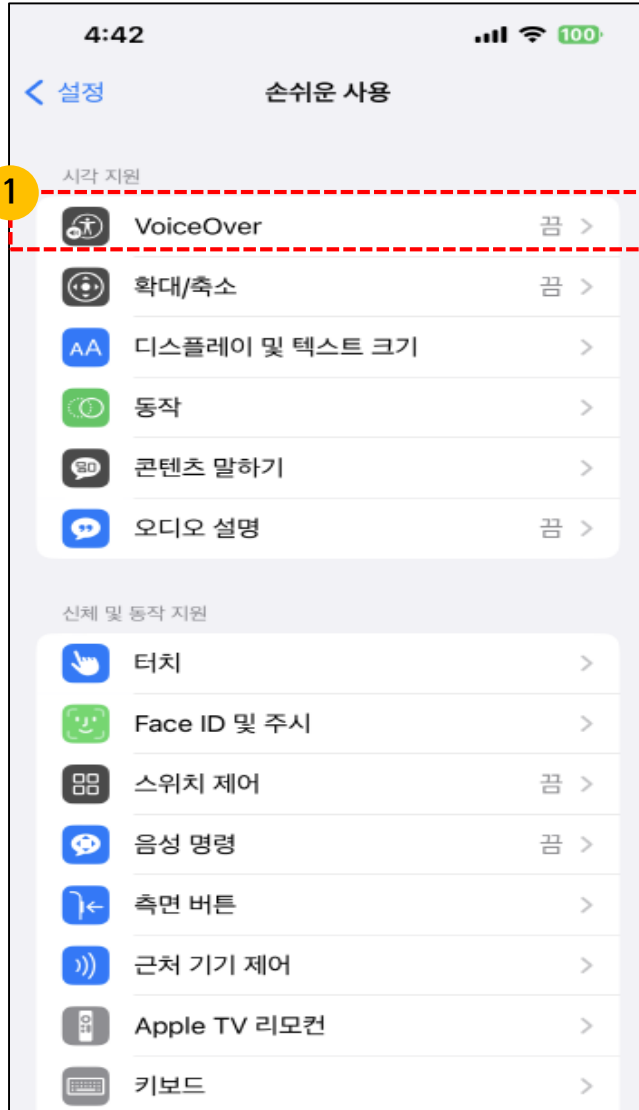 4:42
100
설정
손쉬운 사용
시각 지원
1
VoiceOver
끔
확대/축소
끔
AA
디스플레이 및 텍스트 크기
동작
콘텐츠 말하기
오디오 설명
끔
신체 및 동작 지원
터치
Face ID 및 주시
스위치 제어
끔
음성 명령
끔
측면 버튼
근처 기기 제어
Apple TV 리모컨
키보드